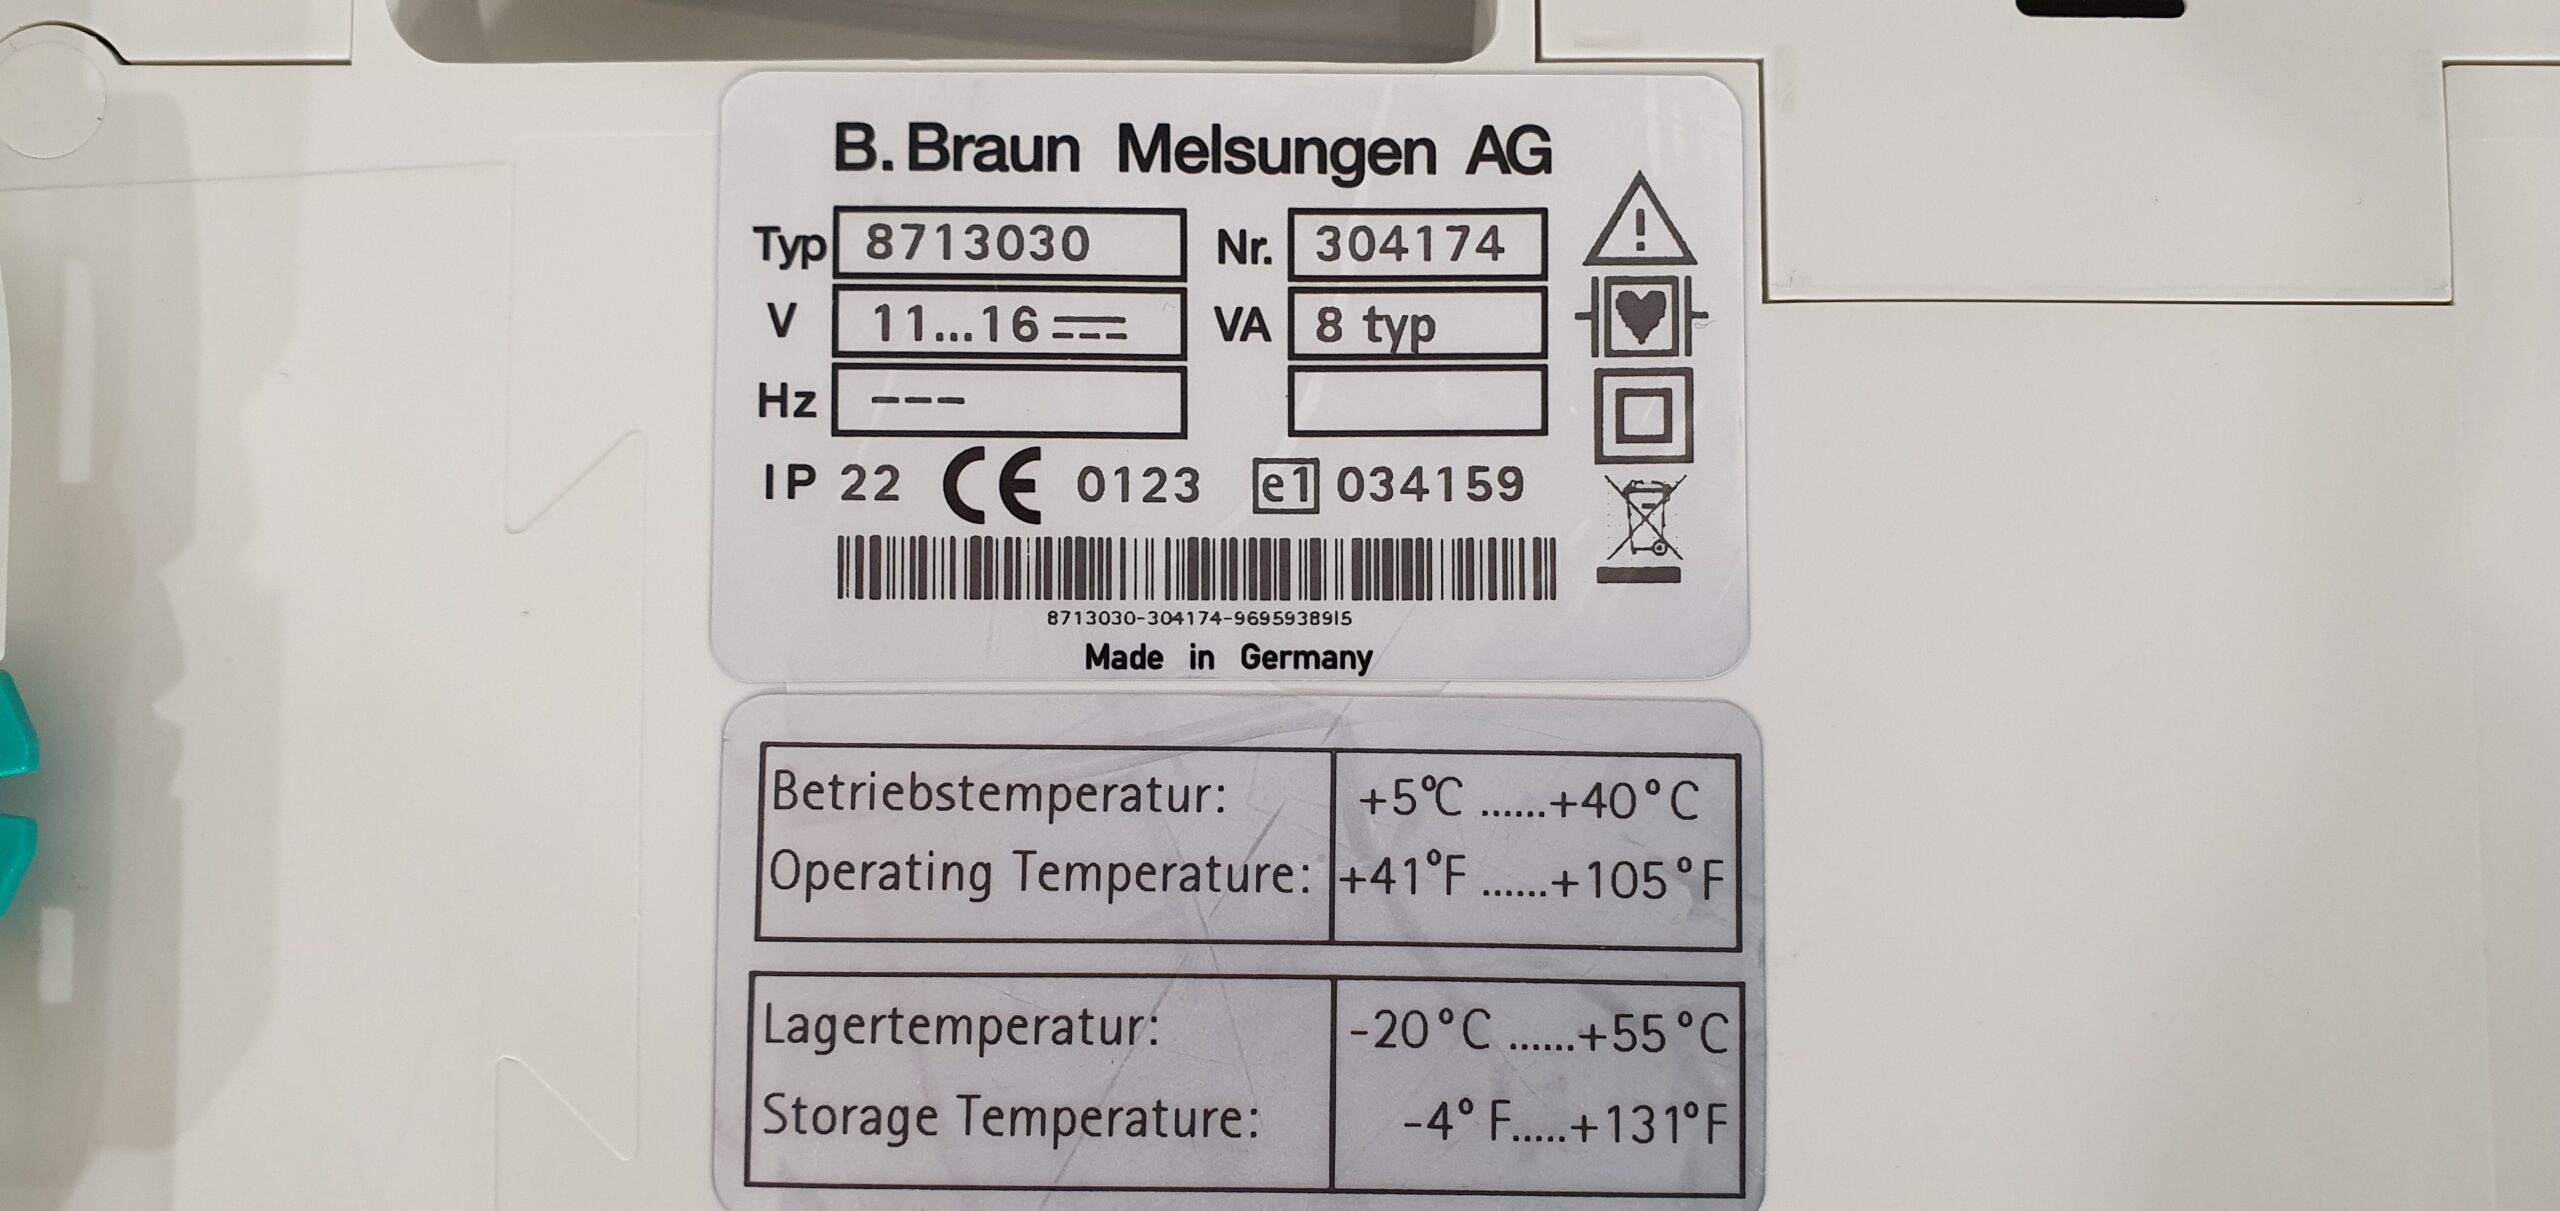 B. Braun Melsungen AG
Typ 8713030 Nr. 304174
V 11...16 VA 8 typ
Hz ---
IP 22 CE 0123 e1 034159
8713030-304174-9695938915
Made in Germany
Betriebstemperatur: +5°C ......+40°C
Operating Temperature: +41°F ......+105°F
Lagertemperatur: -20°C ......+55°C
Storage Temperature: -4°F.....+131°F